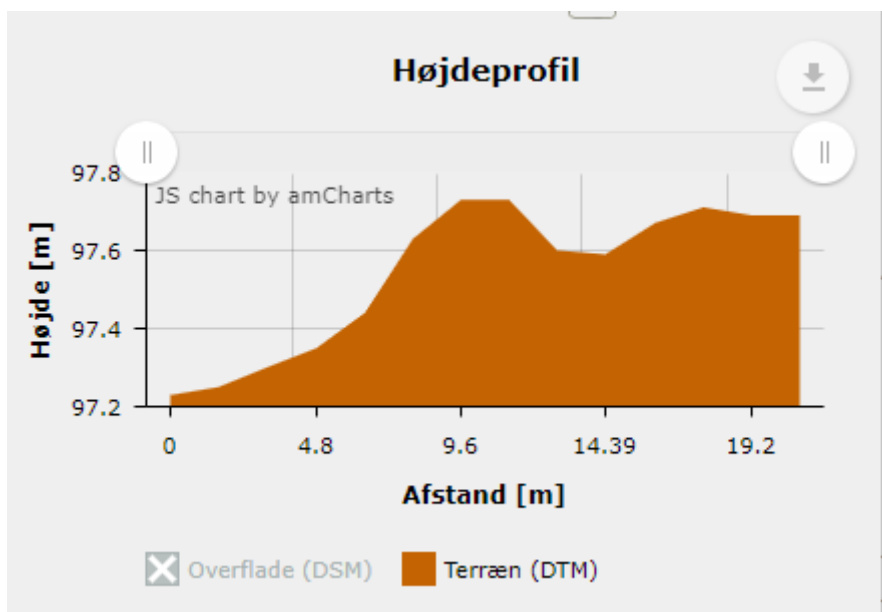 Højdeprofil
97.8
JS chart by amCharts
97.6
97.4
97.2
Højde [m]
0 4.8 9.6 14.39 19.2
Afstand [m]
Overflade (DSM) Terræn (DTM)